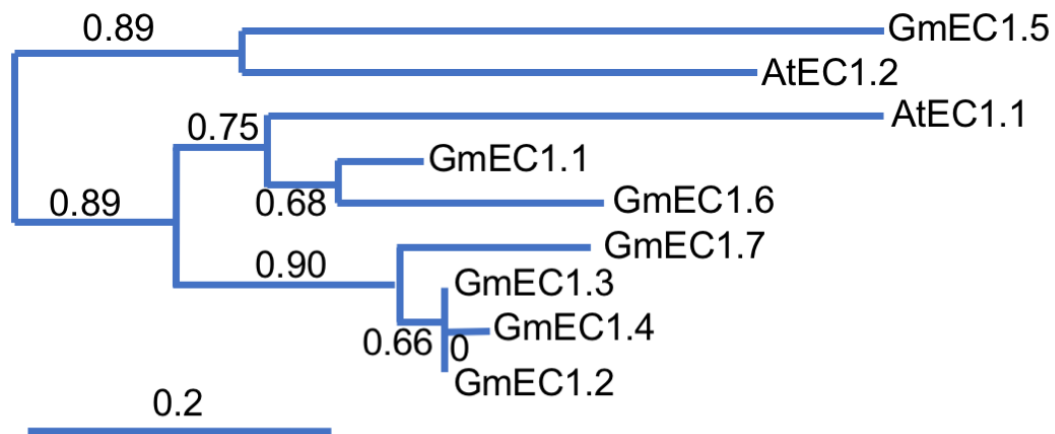 0.89
GmEC1.5
AtEC1.2
AtEC1.1
0.75
GmEC1.1
0.89
0.68
GmEC1.6
GmEC1.7
0.90
GmEC1.3
GmEC1.4
0.66
0
GmEC1.2
0.2